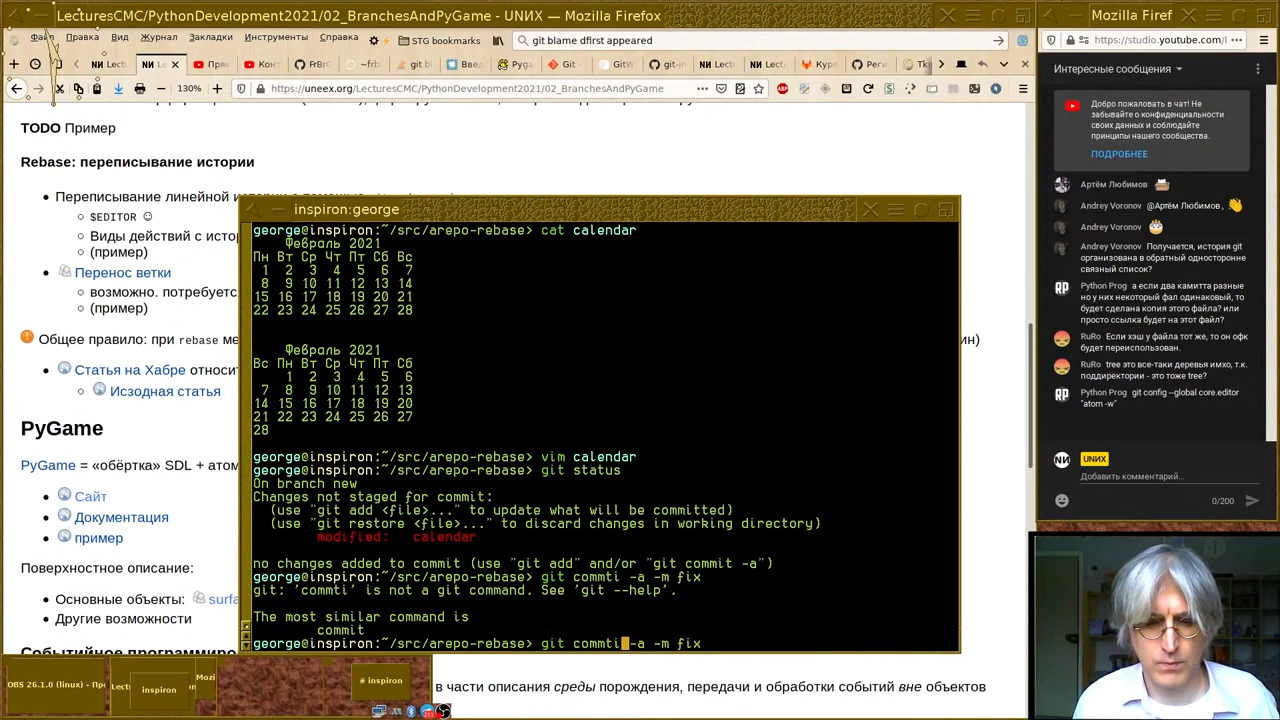 LecturesCMC/PythonDevelopment2021/02_BranchesAndPyGame - UNИX — Mozilla Firefox
Правка Вид Журнал Закладки Инструменты Справка
STG bookmarks
git blame dfirst appeared
130%
https://uneex.org/LecturesCMC/PythonDevelopment2021/02_BranchesAndPyGame
TODO Пример
Rebase: переписывание истории
$EDITOR ☺
(пример)
Перенос ветки
возможно. потребуетс
(пример)
Общее правило: при rebase ме
Статья на Хабре относит
Исзодная статья
PyGame
PyGame = «обёртка» SDL + атом
Сайт
Документация
пример
Поверхностное описание:
Основные объекты: surfa
Другие возможности
в части описания среды порождения, передачи и обработки событий вне объектов
inspiron:george
george@inspiron:~/src/arepo-rebase> cat calendar
Февраль 2021
Пн Вт Ср Чт Пт Сб Вс
1 2 3 4 5 6 7
8 9 10 11 12 13 14
15 16 17 18 19 20 21
22 23 24 25 26 27 28
Февраль 2021
Вс Пн Вт Ср Чт Пт Сб
1 2 3 4 5 6
7 8 9 10 11 12 13
14 15 16 17 18 19 20
21 22 23 24 25 26 27
28
george@inspiron:~/src/arepo-rebase> vim calendar
george@inspiron:~/src/arepo-rebase> git status
On branch new
Changes not staged for commit:
(use "git add <file>..." to update what will be committed)
(use "git restore <file>..." to discard changes in working directory)
modified: calendar
no changes added to commit (use "git add" and/or "git commit -a")
george@inspiron:~/src/arepo-rebase> git commti -a -m fix
git: 'commti' is not a git command. See 'git --help'.
The most similar command is
commit
george@inspiron:~/src/arepo-rebase> git commti -a -m fix
OBS 26.1.0 (linux) - Пр
inspiron
# inspiron
Mozilla Firef
https://studio.youtube.com/l
Интересные сообщения
Добро пожаловать в чат! Не
забывайте о конфиденциальности
своих данных и соблюдайте
принципы нашего сообщества.
ПОДРОБНЕЕ
Артём Любимов
Andrey Voronov @Артём Любимов,
Andrey Voronov
Andrey Voronov Получается, история git
организована в обратный односторонне
связный список?
Python Prog а если два камитта разные
но у них некоторый фал одинаковый, то
будет сделана копия этого файла? или
просто ссылка будет на этот файл?
RuRo Если хэш у файла тот же, то он офк
будет переиспользован.
RuRo tree это все-таки деревья имхо, т.к.
поддиректории - это тоже tree?
Python Prog git config --global core.editor
"atom -w"
UNИX
Добавить комментарий...
0/200